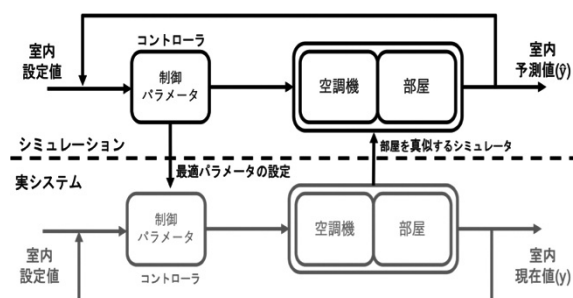 コントローラ
室内
設定値
制御
パラメータ
空調機
部屋
室内
予測値(ŷ)
シミュレーション
最適パラメータの設定
部屋を真似するシミュレータ
実システム
制御
パラメータ
空調機
部屋
室内
設定値
コントローラ
室内
現在値(y)